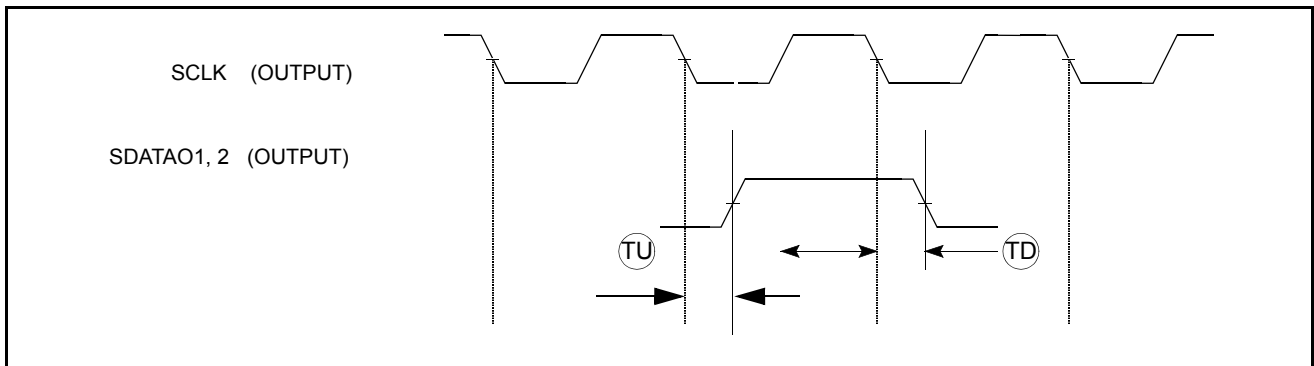 SCLK (OUTPUT)
SDATAO1, 2 (OUTPUT)
TU
TD